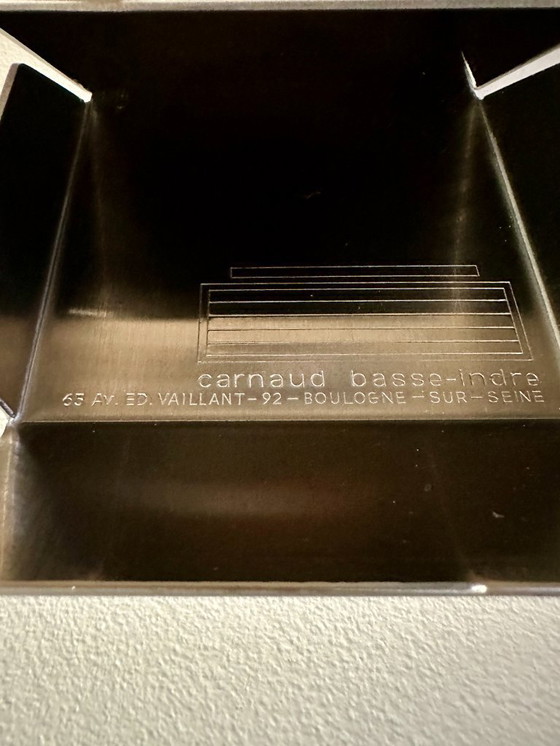 carnaud basse-indre
65 AV. ED. VAILLANT-92-BOULOGNE-SUR-SEINE